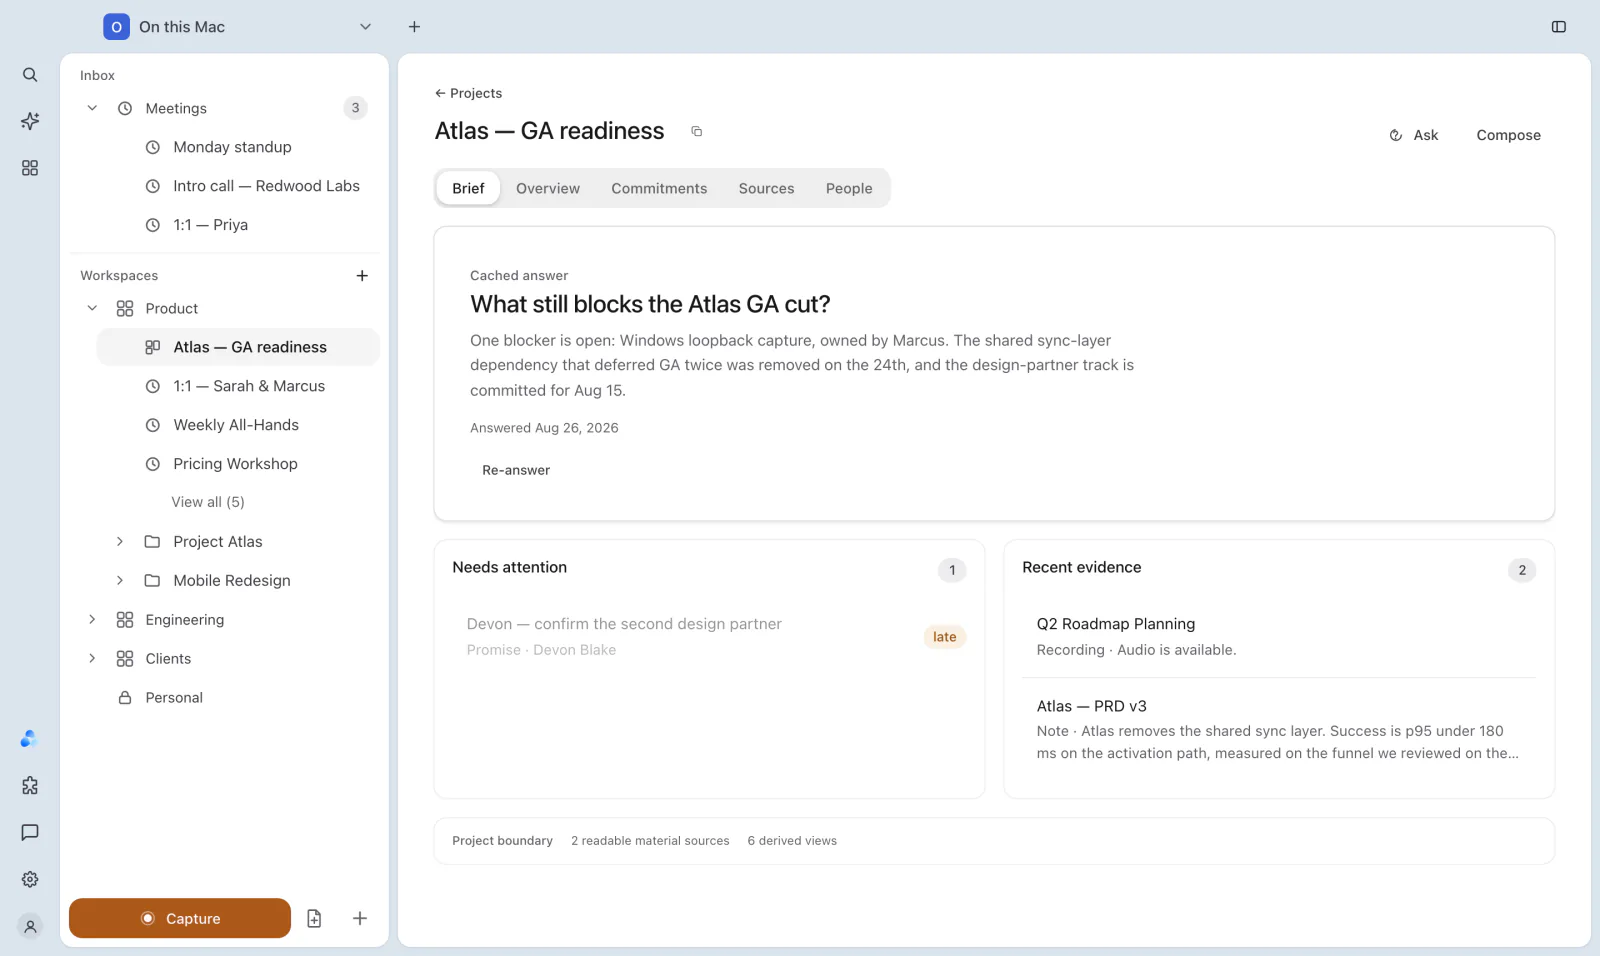 O On this Mac
Inbox
Meetings 3
Monday standup
Intro call — Redwood Labs
1:1 — Priya
Workspaces
Product
Atlas — GA readiness
1:1 — Sarah & Marcus
Weekly All-Hands
Pricing Workshop
View all (5)
Project Atlas
Mobile Redesign
Engineering
Clients
Personal
Capture
← Projects
Atlas — GA readiness
Ask
Compose
Brief
Overview
Commitments
Sources
People
Cached answer
What still blocks the Atlas GA cut?
One blocker is open: Windows loopback capture, owned by Marcus. The shared sync-layer
dependency that deferred GA twice was removed on the 24th, and the design-partner track is
committed for Aug 15.
Answered Aug 26, 2026
Re-answer
Needs attention 1
Devon — confirm the second design partner
Promise · Devon Blake
late
Recent evidence 2
Q2 Roadmap Planning
Recording · Audio is available.
Atlas — PRD v3
Note · Atlas removes the shared sync layer. Success is p95 under 180
ms on the activation path, measured on the funnel we reviewed on the...
Project boundary 2 readable material sources 6 derived views